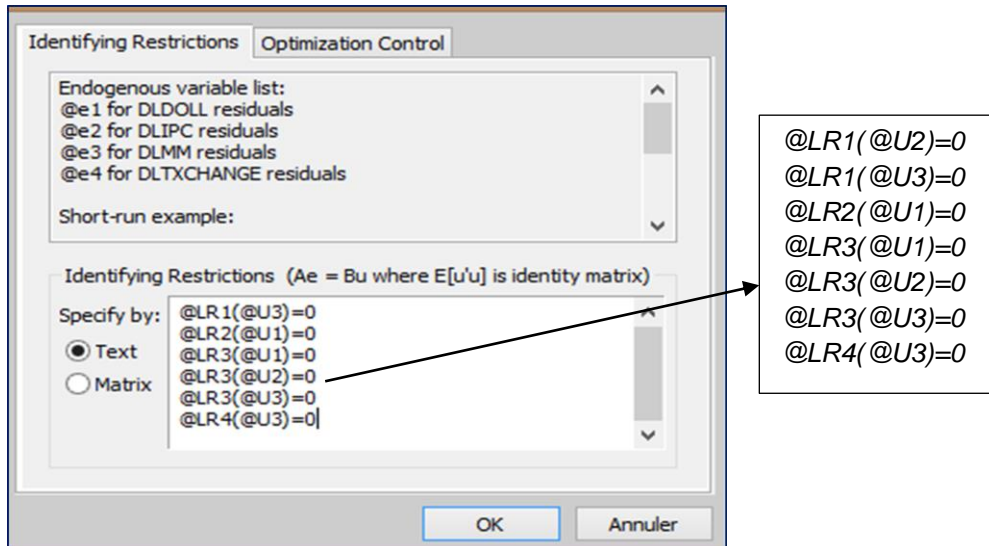 Identifying Restrictions
Optimization Control
Endogenous variable list:
@e1 for DLDOLL residuals
@e2 for DLIPC residuals
@e3 for DLMM residuals
@e4 for DLTXCHANGE residuals
Short-run example:
Identifying Restrictions (Ae = Bu where E[u'u] is identity matrix)
Specify by:
Text
Matrix
@LR1(@U3)=0
@LR2(@U1)=0
@LR3(@U1)=0
@LR3(@U2)=0
@LR3(@U3)=0
@LR4(@U3)=0
OK
Annuler
@LR1(@U2)=0
@LR1(@U3)=0
@LR2(@U1)=0
@LR3(@U1)=0
@LR3(@U2)=0
@LR3(@U3)=0
@LR4(@U3)=0